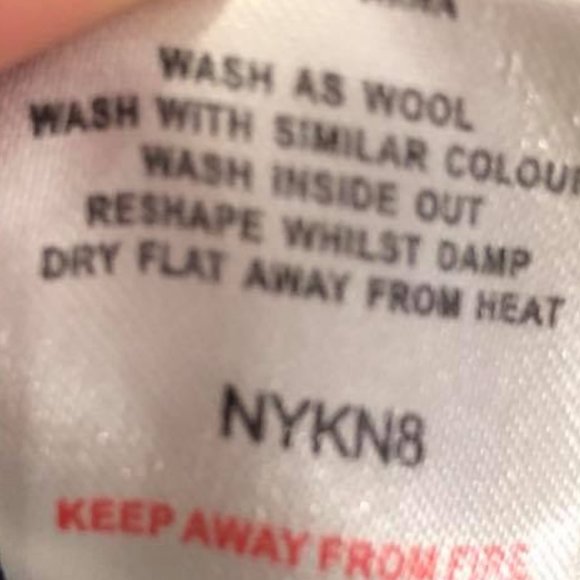 WASH AS WOOL
WASH WITH SIMILAR COLOUR
WASH INSIDE OUT
RESHAPE WHILST DAMP
DRY FLAT AWAY FROM HEAT
NYKN8
KEEP AWAY FROM FIRE